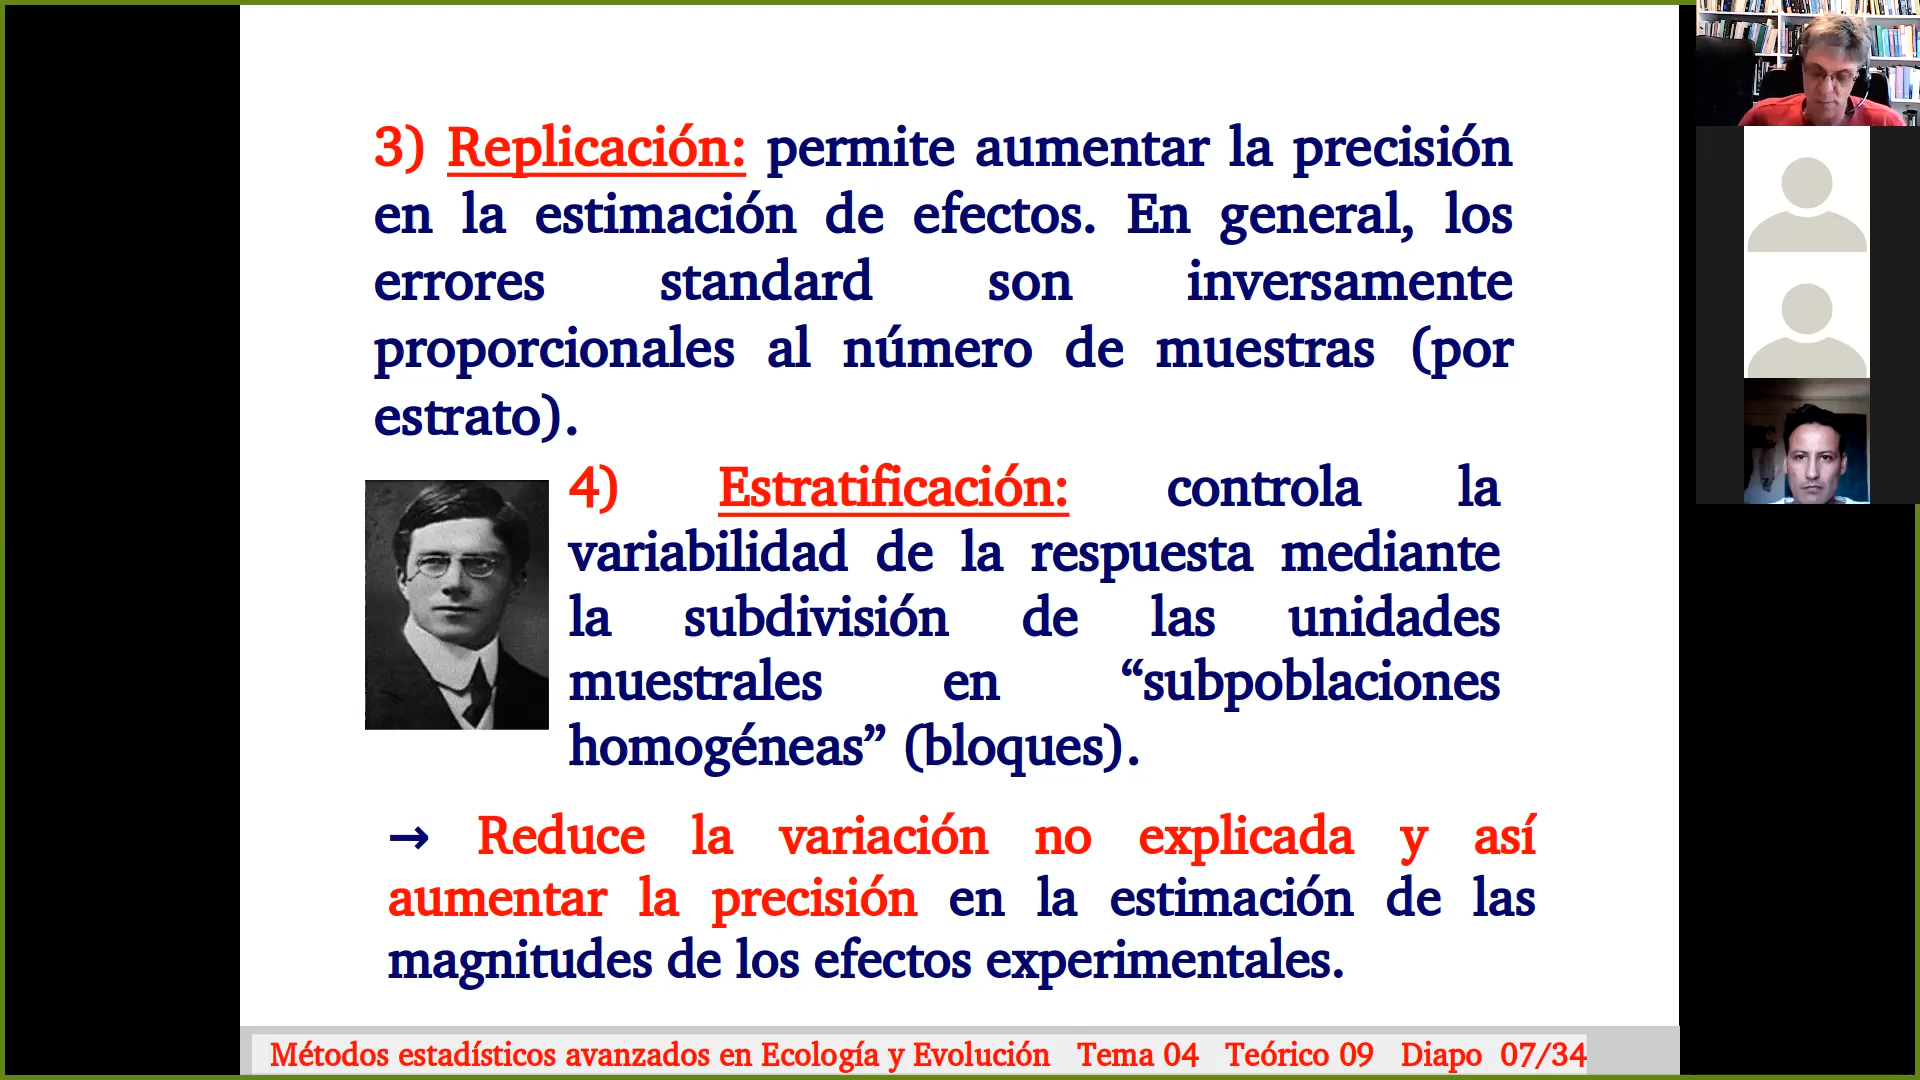 3) Replicación: permite aumentar la precisión
en la estimación de efectos. En general, los
errores standard son inversamente
proporcionales al número de muestras (por
estrato).
4) Estratificación: controla la
variabilidad de la respuesta mediante
la subdivisión de las unidades
muestrales en “subpoblaciones
homogéneas” (bloques).
→ Reduce la variación no explicada y así
aumentar la precisión en la estimación de las
magnitudes de los efectos experimentales.
Métodos estadísticos avanzados en Ecología y Evolución Tema 04 Teórico 09 Diapo 07/34